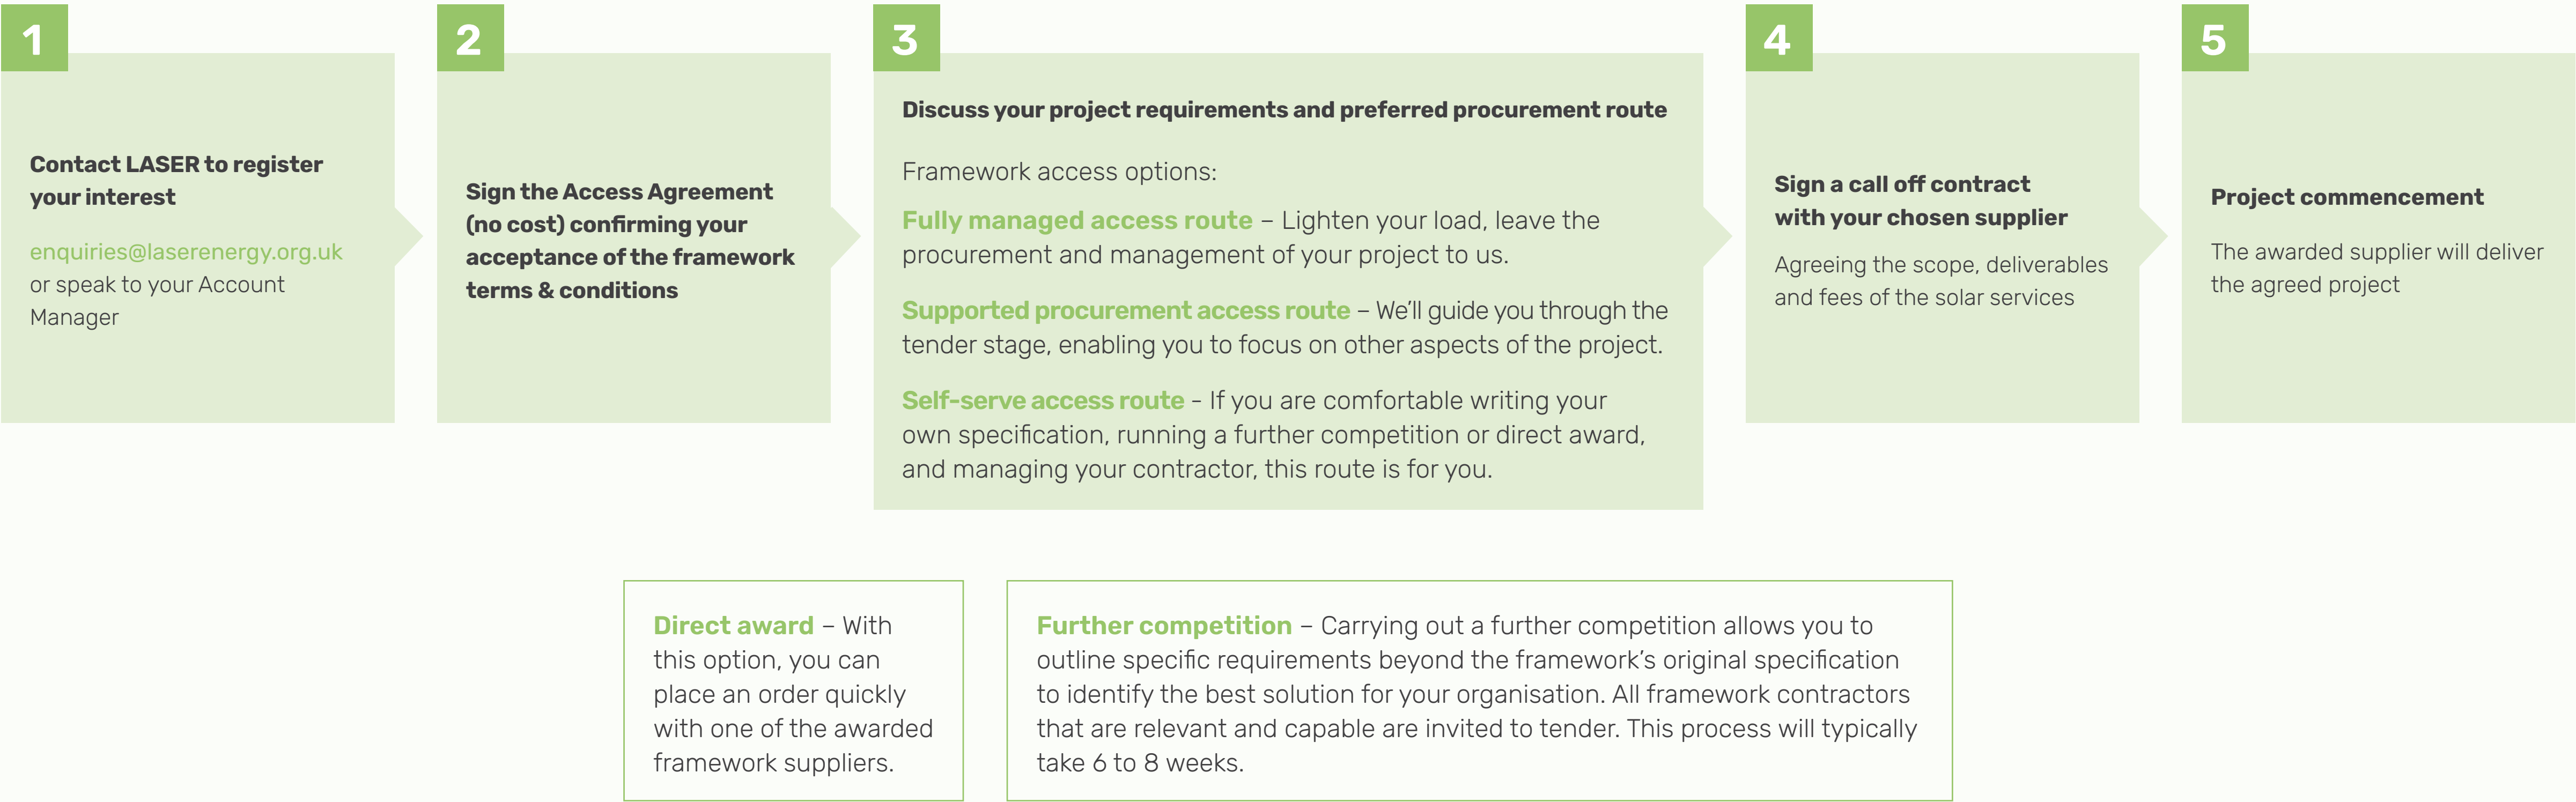 1
Contact LASER to register
your interest
enquiries@laserenergy.org.uk
or speak to your Account
Manager
2
Sign the Access Agreement
(no cost) confirming your
acceptance of the framework
terms & conditions
3
Discuss your project requirements and preferred procurement route
Framework access options:
Fully managed access route – Lighten your load, leave the
procurement and management of your project to us.
Supported procurement access route – We’ll guide you through the
tender stage, enabling you to focus on other aspects of the project.
Self-serve access route - If you are comfortable writing your
own specification, running a further competition or direct award,
and managing your contractor, this route is for you.
4
Sign a call off contract
with your chosen supplier
Agreeing the scope, deliverables
and fees of the solar services
5
Project commencement
The awarded supplier will deliver
the agreed project
Direct award – With
this option, you can
place an order quickly
with one of the awarded
framework suppliers.
Further competition – Carrying out a further competition allows you to
outline specific requirements beyond the framework’s original specification
to identify the best solution for your organisation. All framework contractors
that are relevant and capable are invited to tender. This process will typically
take 6 to 8 weeks.